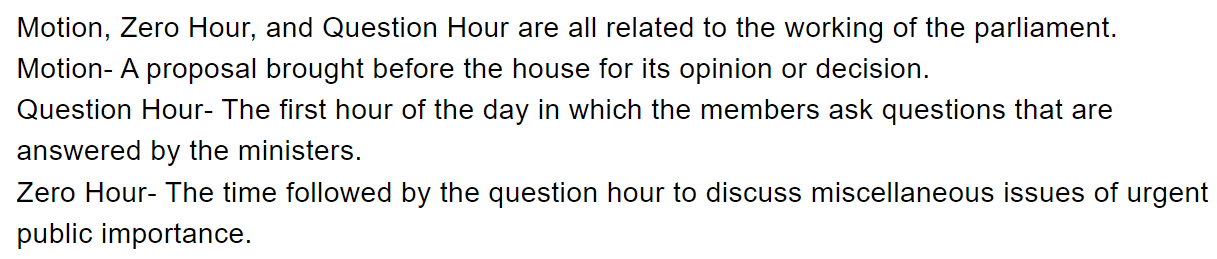 Motion, Zero Hour, and Question Hour are all related to the working of the parliament.
Motion- A proposal brought before the house for its opinion or decision.
Question Hour- The first hour of the day in which the members ask questions that are
answered by the ministers.
Zero Hour- The time followed by the question hour to discuss miscellaneous issues of urgent
public importance.